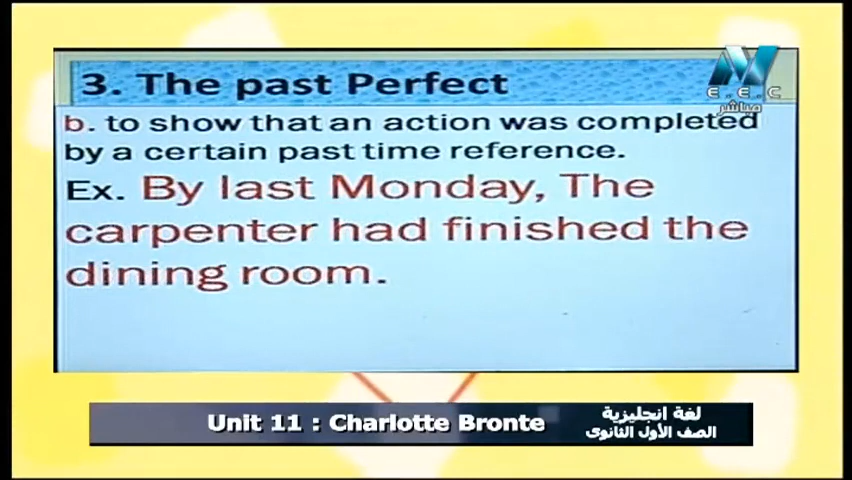 3. The past Perfect
E.E.C
مباشر
b. to show that an action was completed
by a certain past time reference.
Ex. By last Monday, The
carpenter had finished the
dining room.
Unit 11 : Charlotte Bronte
لغة انجليزية
الصف الأول الثانوى